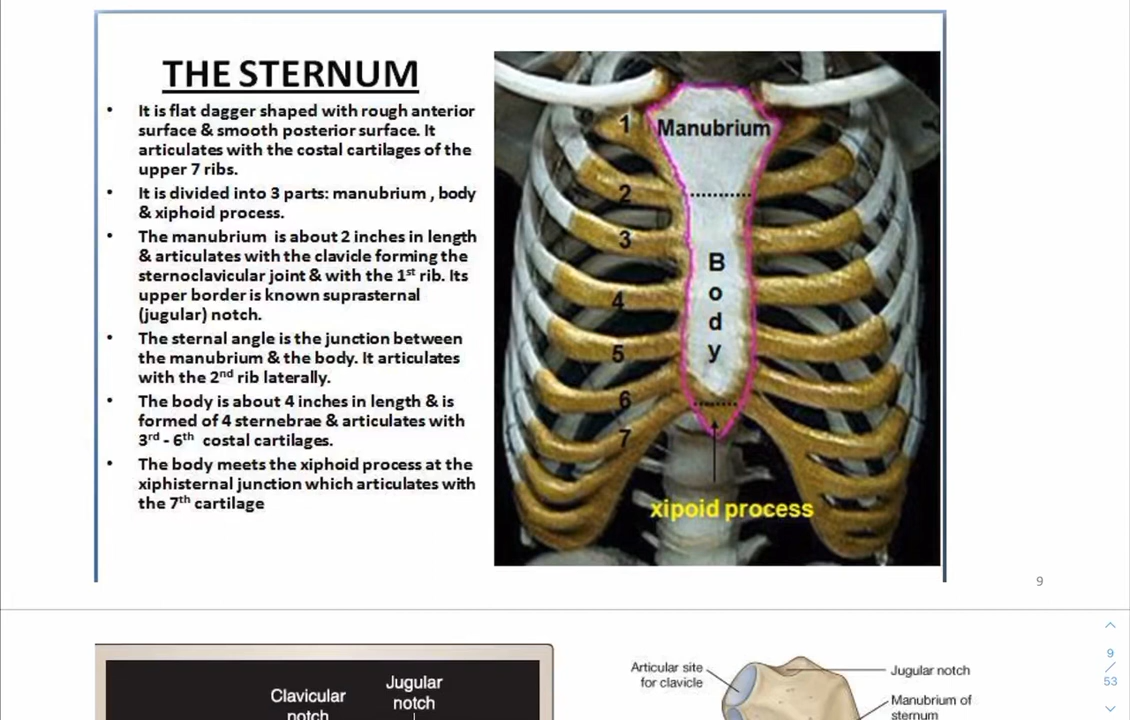 THE STERNUM
• It is flat dagger shaped with rough anterior
surface & smooth posterior surface. It
articulates with the costal cartilages of the
upper 7 ribs.
• It is divided into 3 parts: manubrium , body
& xiphoid process.
• The manubrium is about 2 inches in length
& articulates with the clavicle forming the
sternoclavicular joint & with the 1st rib. Its
upper border is known suprasternal
(jugular) notch.
• The sternal angle is the junction between
the manubrium & the body. It articulates
with the 2nd rib laterally.
• The body is about 4 inches in length & is
formed of 4 sternebrae & articulates with
3rd - 6th costal cartilages.
• The body meets the xiphoid process at the
xiphisternal junction which articulates with
the 7th cartilage
1
Manubrium
2
3
4
5
6
7
B
o
d
y
xipoid process
9
Clavicular
notch
Jugular
notch
Articular site
for clavicle
Jugular notch
Manubrium of
sternum
9
/
53